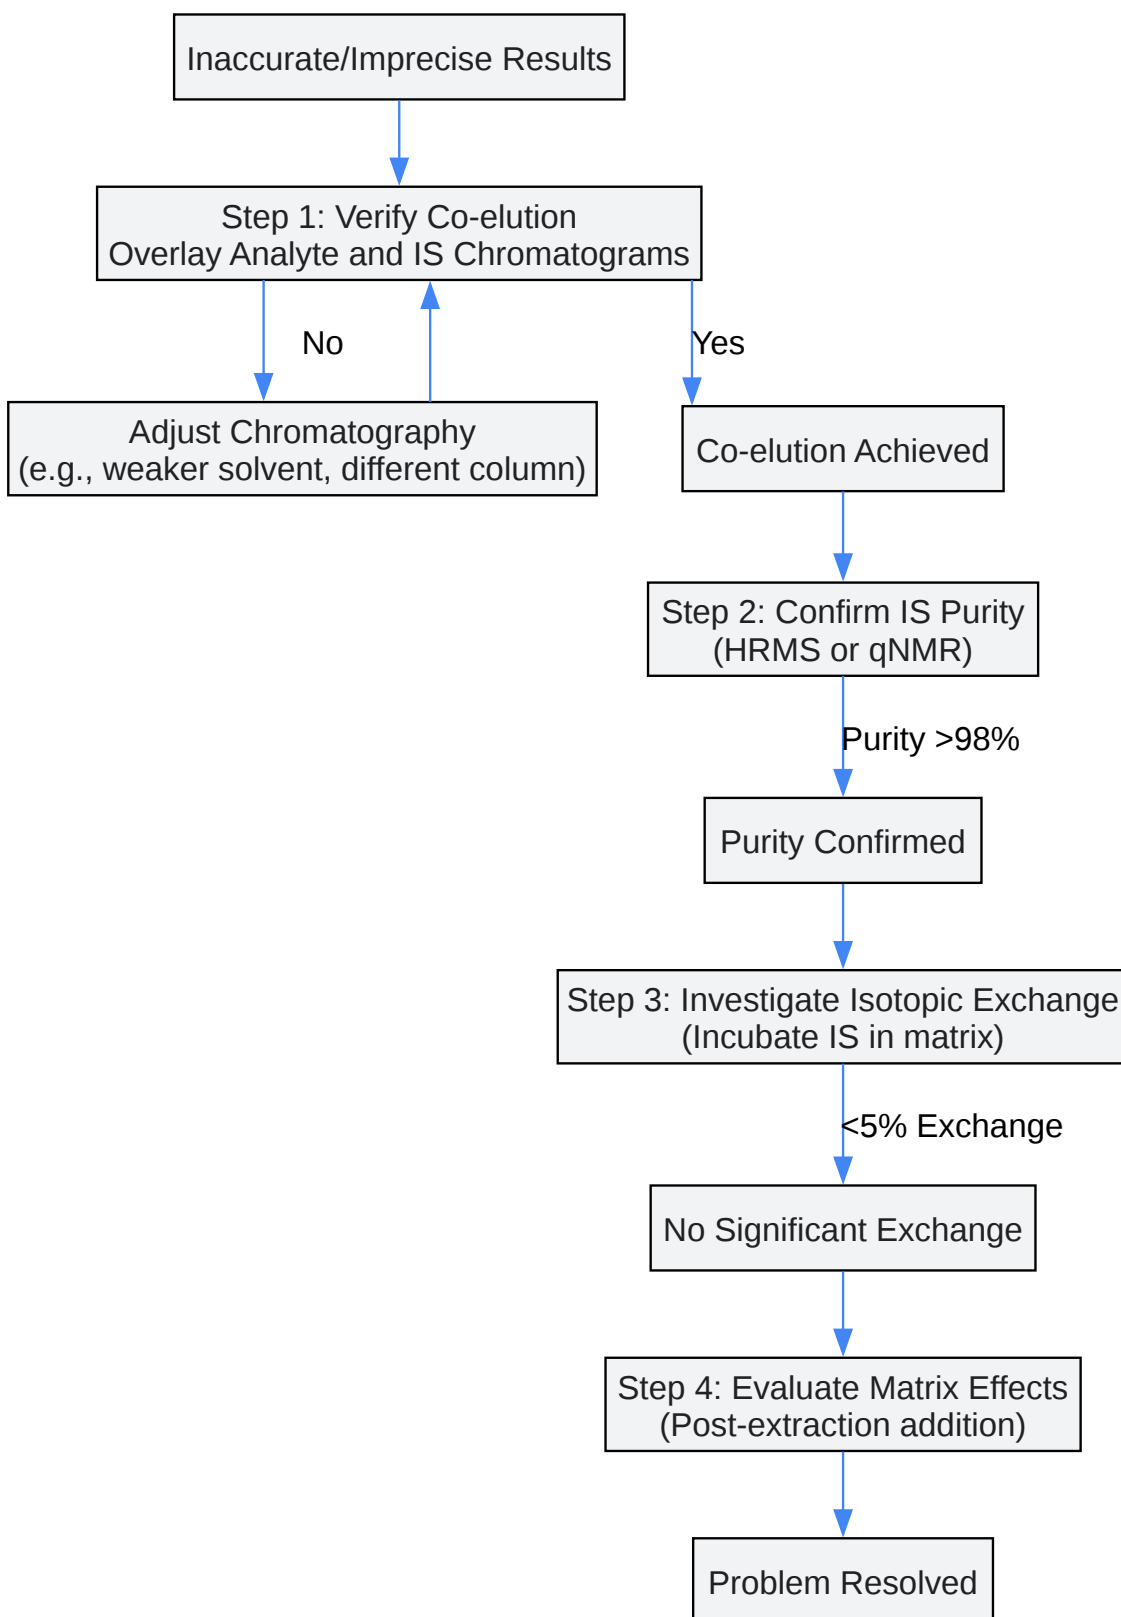 Inaccurate/Imprecise Results
Step 1: Verify Co-elution
Overlay Analyte and IS Chromatograms
No
Yes
Adjust Chromatography
(e.g., weaker solvent, different column)
Co-elution Achieved
Step 2: Confirm IS Purity
(HRMS or qNMR)
Purity >98%
Purity Confirmed
Step 3: Investigate Isotopic Exchange
(Incubate IS in matrix)
<5% Exchange
No Significant Exchange
Step 4: Evaluate Matrix Effects
(Post-extraction addition)
Problem Resolved